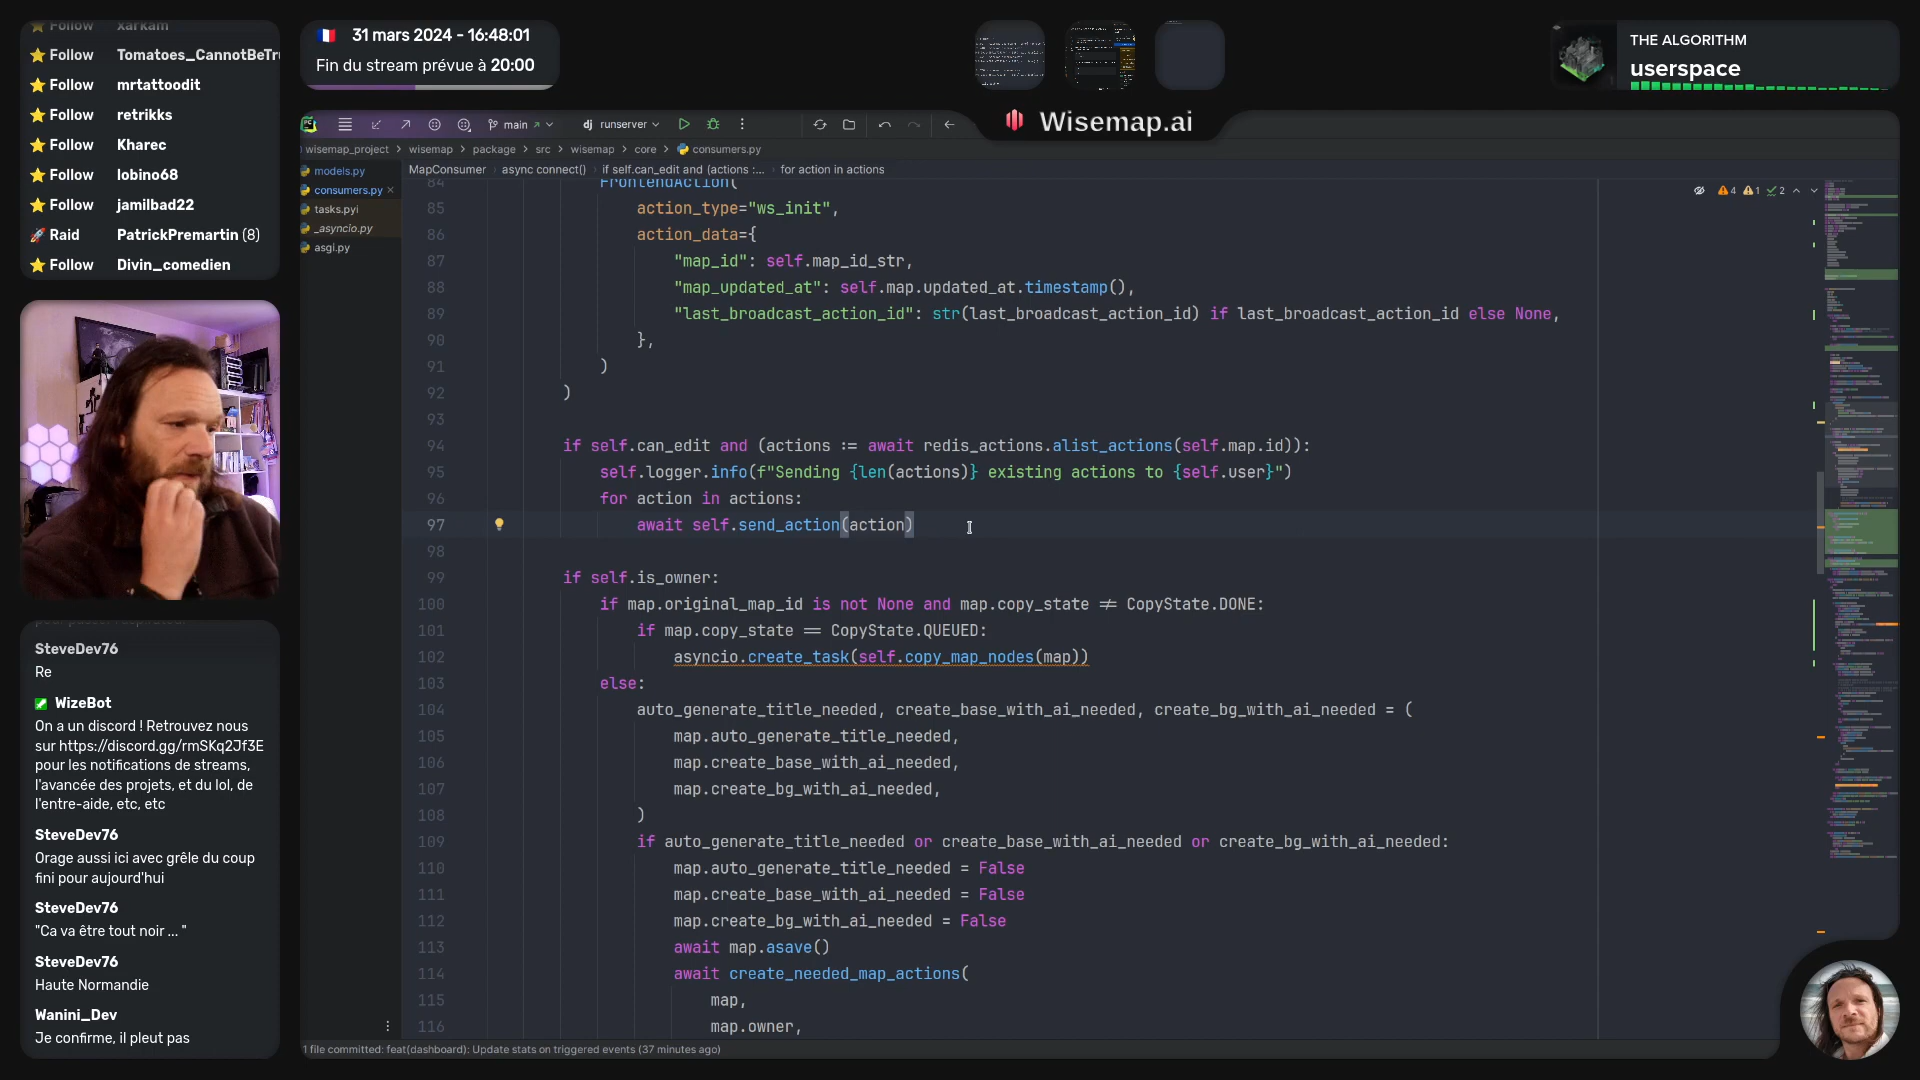 Follow xarkam
Follow Tomatoes_CannotBeTr
Follow mrtattoodit
Follow retrikks
Follow Kharec
Follow lobino68
Follow jamilbad22
Raid PatrickPremartin (8)
Follow Divin_comedien
31 mars 2024 - 16:48:01
Fin du stream prévue à 20:00
THE ALGORITHM
userspace
Wisemap.ai
main
dj runserver
wisemap_project > wisemap > package > src > wisemap > core > consumers.py
models.py
consumers.py
tasks.pyi
_asyncio.py
asgi.py
MapConsumer async connect() if self.can_edit and (actions :... for action in actions
4 1 2
84 FrontendAction(
85 action_type="ws_init",
86 action_data={
87 "map_id": self.map_id_str,
88 "map_updated_at": self.map.updated_at.timestamp(),
89 "last_broadcast_action_id": str(last_broadcast_action_id) if last_broadcast_action_id else None,
90 },
91 )
92 )
93
94 if self.can_edit and (actions := await redis_actions.alist_actions(self.map.id)):
95 self.logger.info(f"Sending {len(actions)} existing actions to {self.user}")
96 for action in actions:
97 await self.send_action(action)
98
99 if self.is_owner:
100 if map.original_map_id is not None and map.copy_state != CopyState.DONE:
101 if map.copy_state == CopyState.QUEUED:
102 asyncio.create_task(self.copy_map_nodes(map))
103 else:
104 auto_generate_title_needed, create_base_with_ai_needed, create_bg_with_ai_needed = (
105 map.auto_generate_title_needed,
106 map.create_base_with_ai_needed,
107 map.create_bg_with_ai_needed,
108 )
109 if auto_generate_title_needed or create_base_with_ai_needed or create_bg_with_ai_needed:
110 map.auto_generate_title_needed = False
111 map.create_base_with_ai_needed = False
112 map.create_bg_with_ai_needed = False
113 await map.asave()
114 await create_needed_map_actions(
115 map,
116 map.owner,
1 file committed: feat(dashboard): Update stats on triggered events (37 minutes ago)
SteveDev76
Re
WizeBot
On a un discord ! Retrouvez nous
sur https://discord.gg/rmSKq2Jf3E
pour les notifications de streams,
l'avancée des projets, et du lol, de
l'entre-aide, etc, etc
SteveDev76
Orage aussi ici avec grêle du coup
fini pour aujourd'hui
SteveDev76
"Ca va être tout noir ... "
SteveDev76
Haute Normandie
Wanini_Dev
Je confirme, il pleut pas